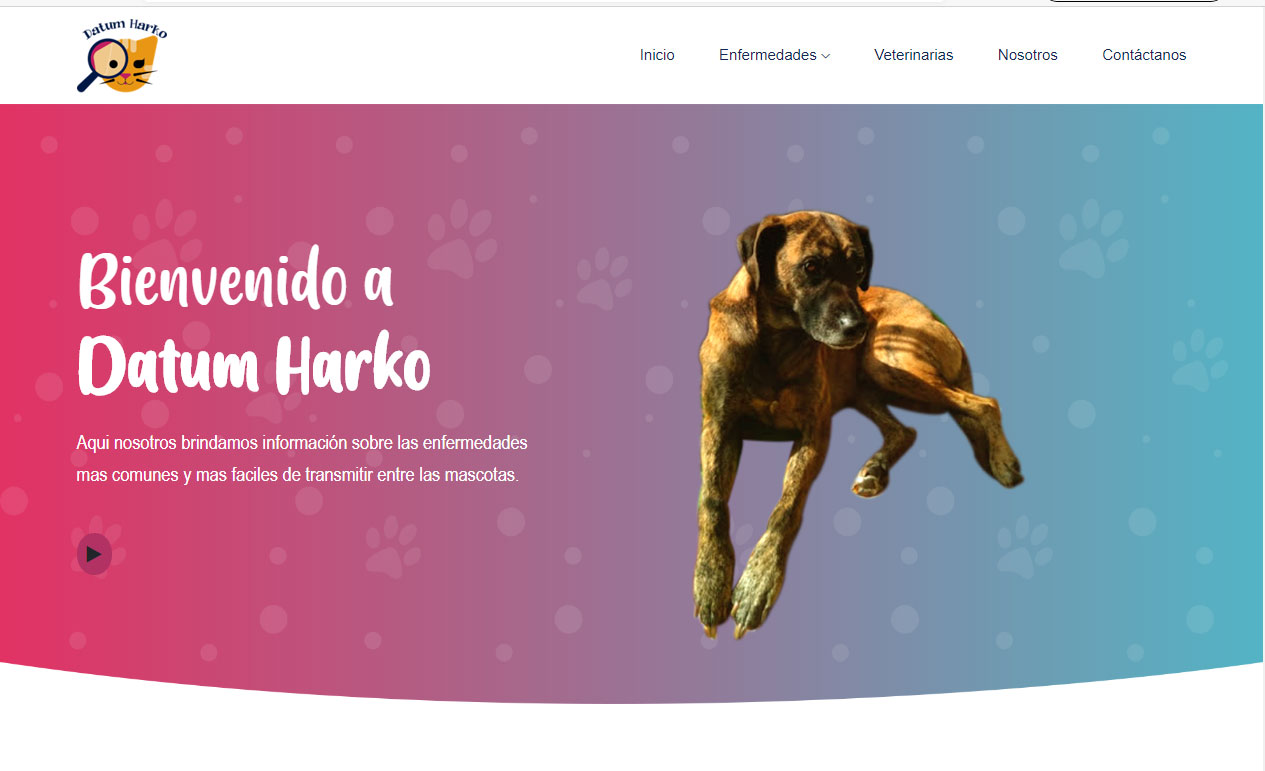 Datum Harko
Inicio
Enfermedades
Veterinarias
Nosotros
Contáctanos
Bienvenido a
Datum Harko
Aqui nosotros brindamos información sobre las enfermedades
mas comunes y mas faciles de transmitir entre las mascotas.